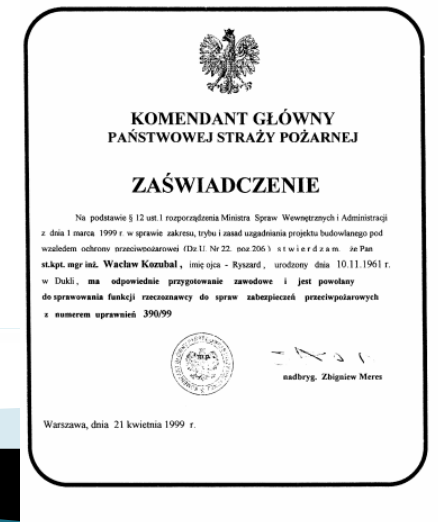 KOMENDANT GŁÓWNY
PAŃSTWOWEJ STRAŻY POŻARNEJ
ZAŚWIADCZENIE
Na podstawie § 12 ust.1 rozporządzenia Ministra Spraw Wewnętrznych i Administracji
z dnia 1 marca 1999 r. w sprawie zakresu, trybu i zasad uzgadniania projektu budowlanego pod
względem ochrony przeciwpożarowej (Dz.U. Nr 22, poz.206) s t w i e r d z a m, że Pan
st.kpt. mgr inż. Wacław Kozubal, imię ojca - Ryszard, urodzony dnia 10.11.1961 r.
w Dukli, ma odpowiednie przygotowanie zawodowe i jest powołany
do sprawowania funkcji rzeczoznawcy do spraw zabezpieczeń przeciwpożarowych
z numerem uprawnień 390/99
nadbryg. Zbigniew Meres
Warszawa, dnia 21 kwietnia 1999 r.